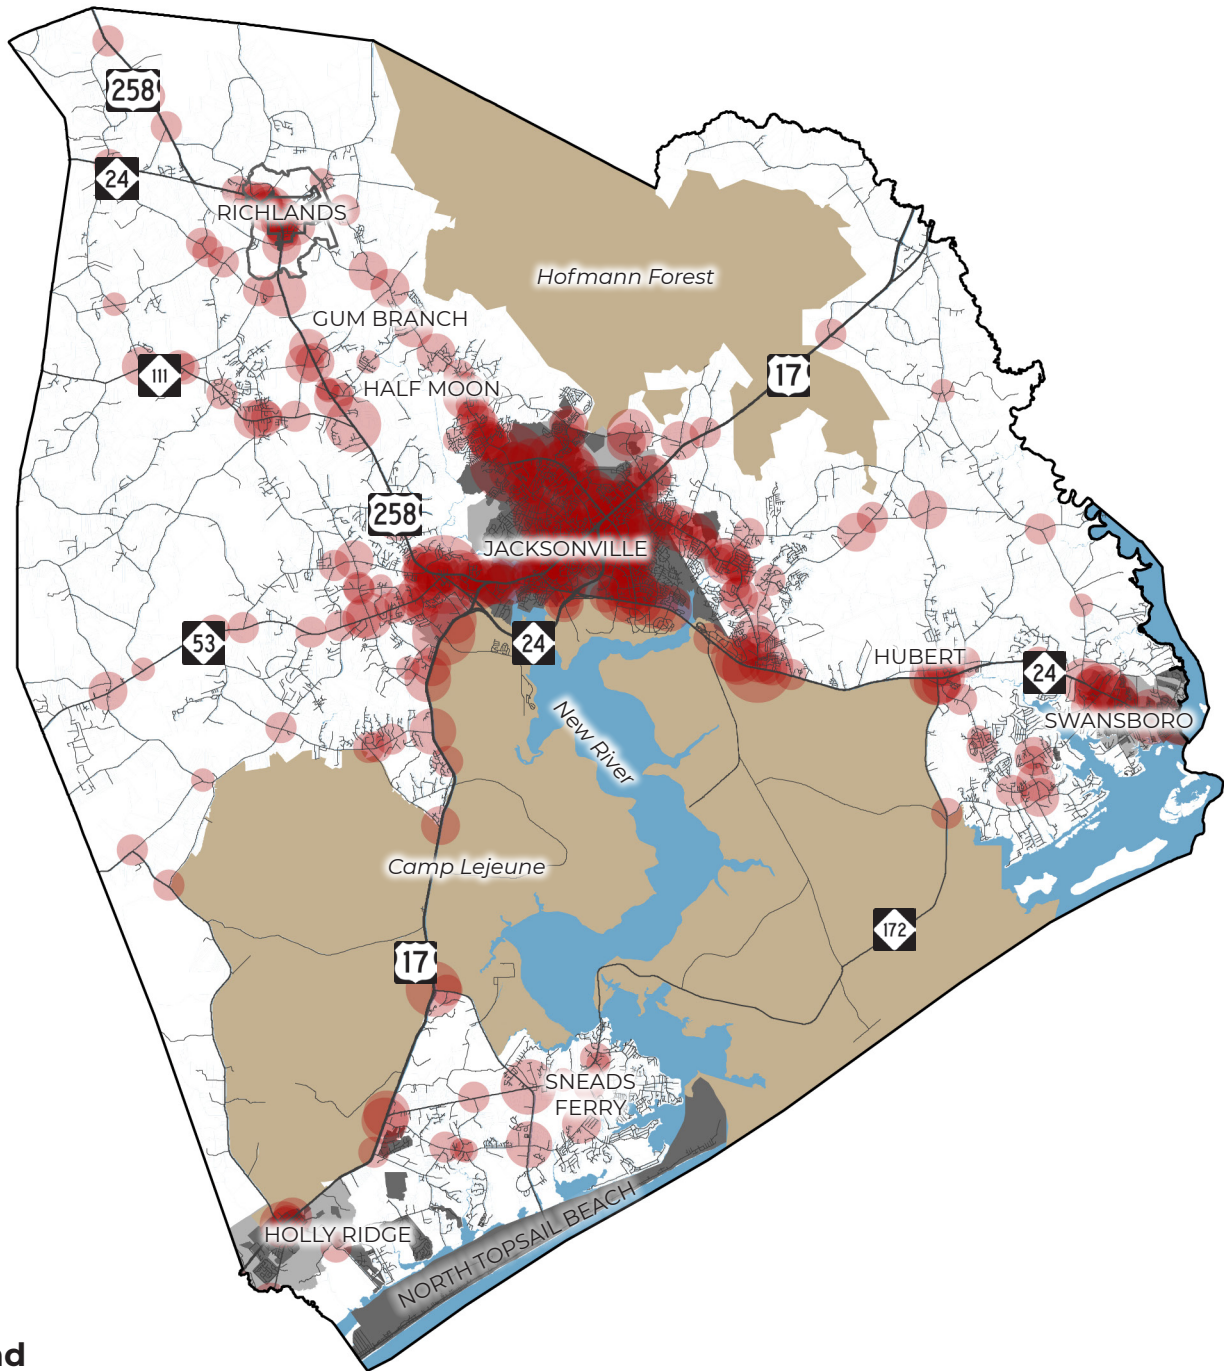 258
24
RICHLANDS
Hofmann Forest
GUM BRANCH
111
17
HALF MOON
258
JACKSONVILLE
53
24
HUBERT
24
SWANSBORO
New River
Camp Lejeune
172
17
SNEADS
FERRY
HOLLY RIDGE
NORTH TOPSAIL BEACH